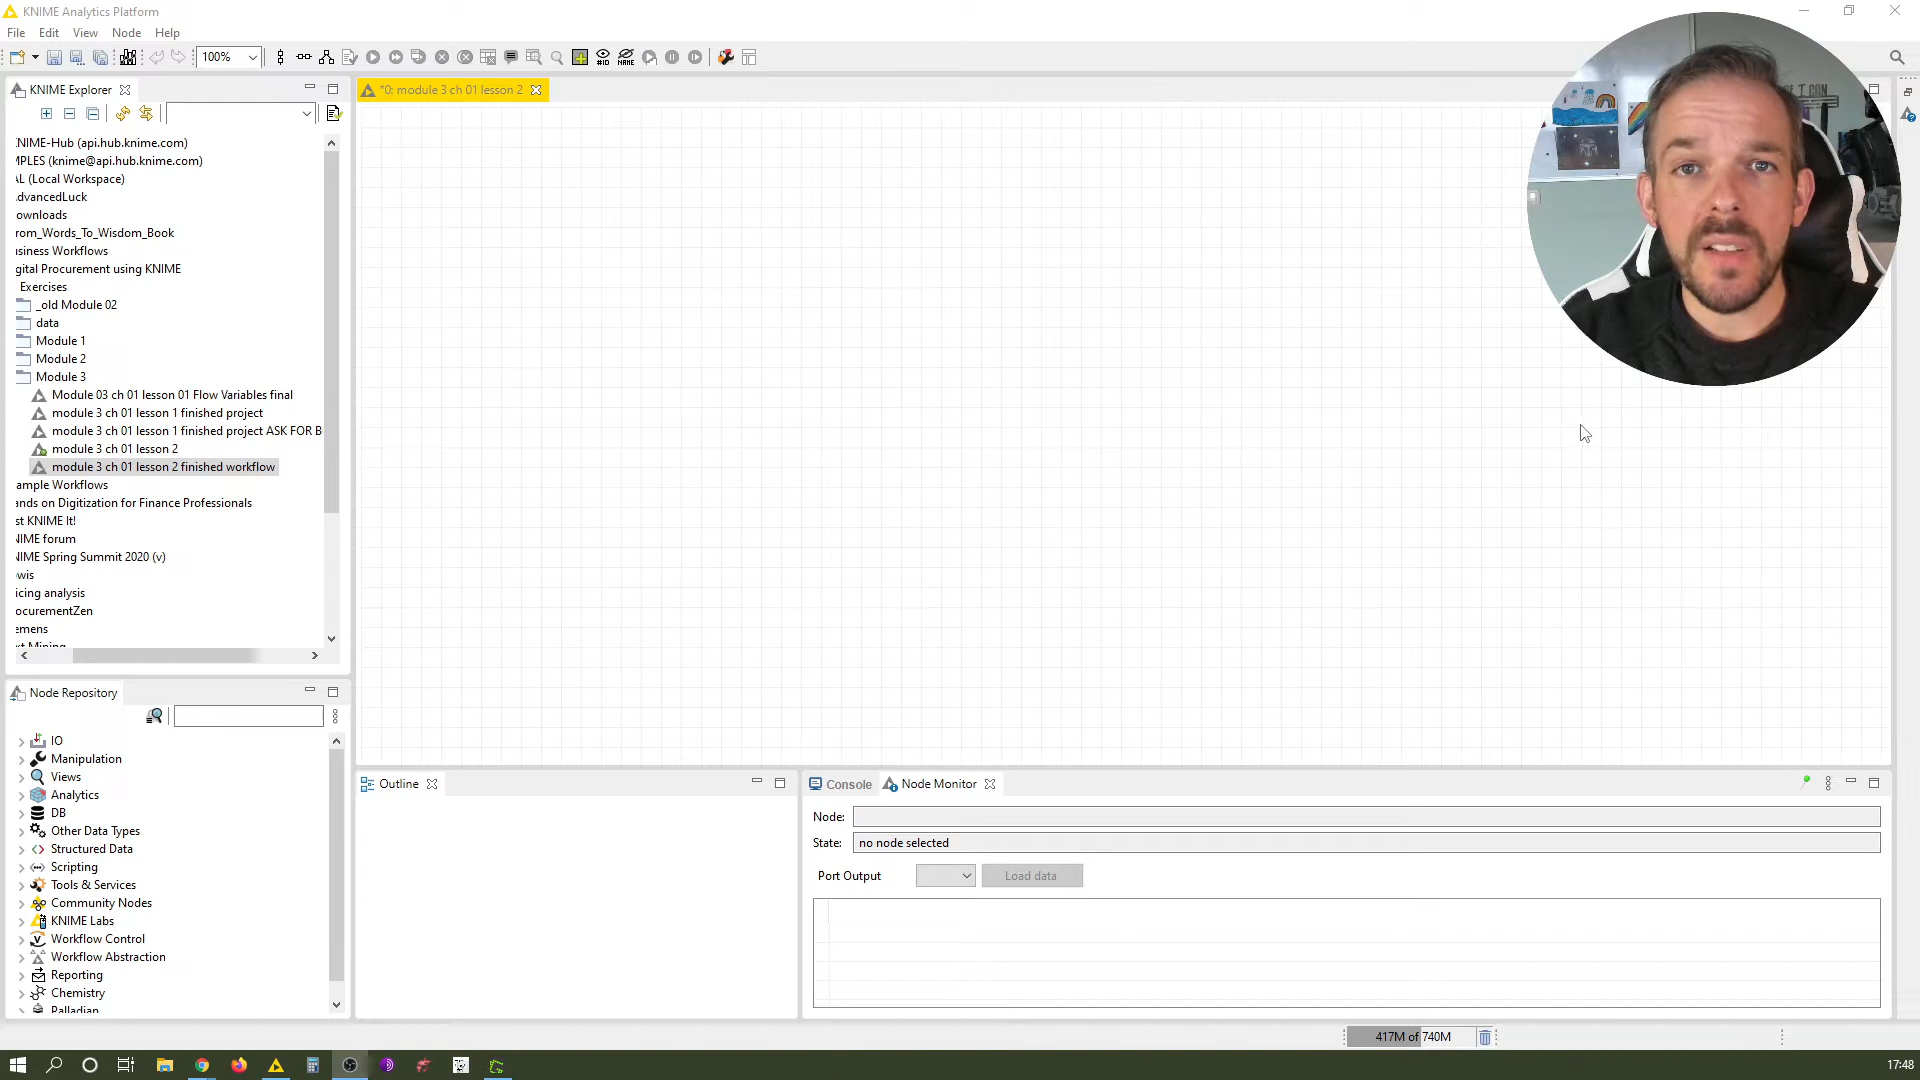 KNIME Analytics Platform
File Edit View Node Help
100%
#ID
NAME
KNIME Explorer
*0: module 3 ch 01 lesson 2
NIME-Hub (api.hub.knime.com)
MPLES (knime@api.hub.knime.com)
AL (Local Workspace)
dvancedLuck
ownloads
rom_Words_To_Wisdom_Book
usiness Workflows
gital Procurement using KNIME
Exercises
_old Module 02
data
Module 1
Module 2
Module 3
Module 03 ch 01 lesson 01 Flow Variables final
module 3 ch 01 lesson 1 finished project
module 3 ch 01 lesson 1 finished project ASK FOR B
module 3 ch 01 lesson 2
module 3 ch 01 lesson 2 finished workflow
ample Workflows
ands on Digitization for Finance Professionals
st KNIME It!
NIME forum
NIME Spring Summit 2020 (v)
owis
icing analysis
ocurementZen
emens
xt Mining
Node Repository
IO
Manipulation
Views
Analytics
DB
Other Data Types
Structured Data
Scripting
Tools & Services
Community Nodes
KNIME Labs
Workflow Control
Workflow Abstraction
Reporting
Chemistry
Palladian
Outline
Console
Node Monitor
Node:
State: no node selected
Port Output
Load data
417M of 740M
17:48